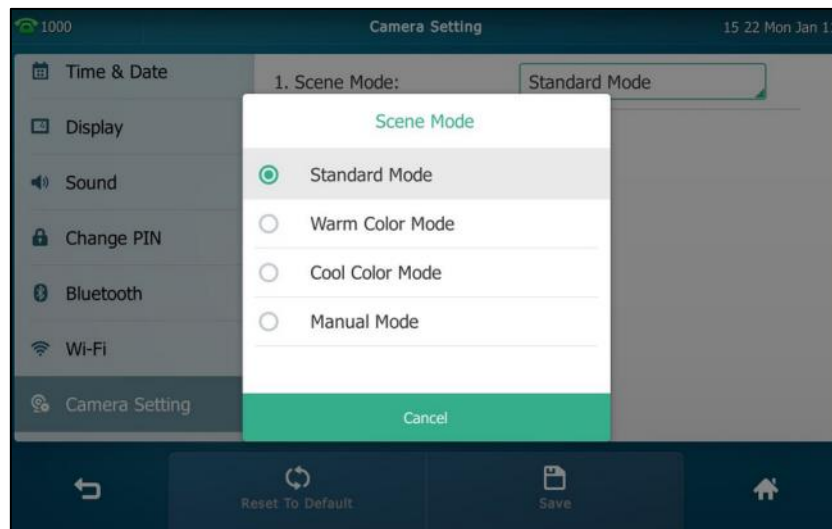 1000
Camera Setting
15 22 Mon Jan 1
Time & Date
Display
Sound
Change PIN
Bluetooth
Wi-Fi
Camera Setting
1. Scene Mode:
Standard Mode
Scene Mode
Standard Mode
Warm Color Mode
Cool Color Mode
Manual Mode
Cancel
Reset To Default
Save